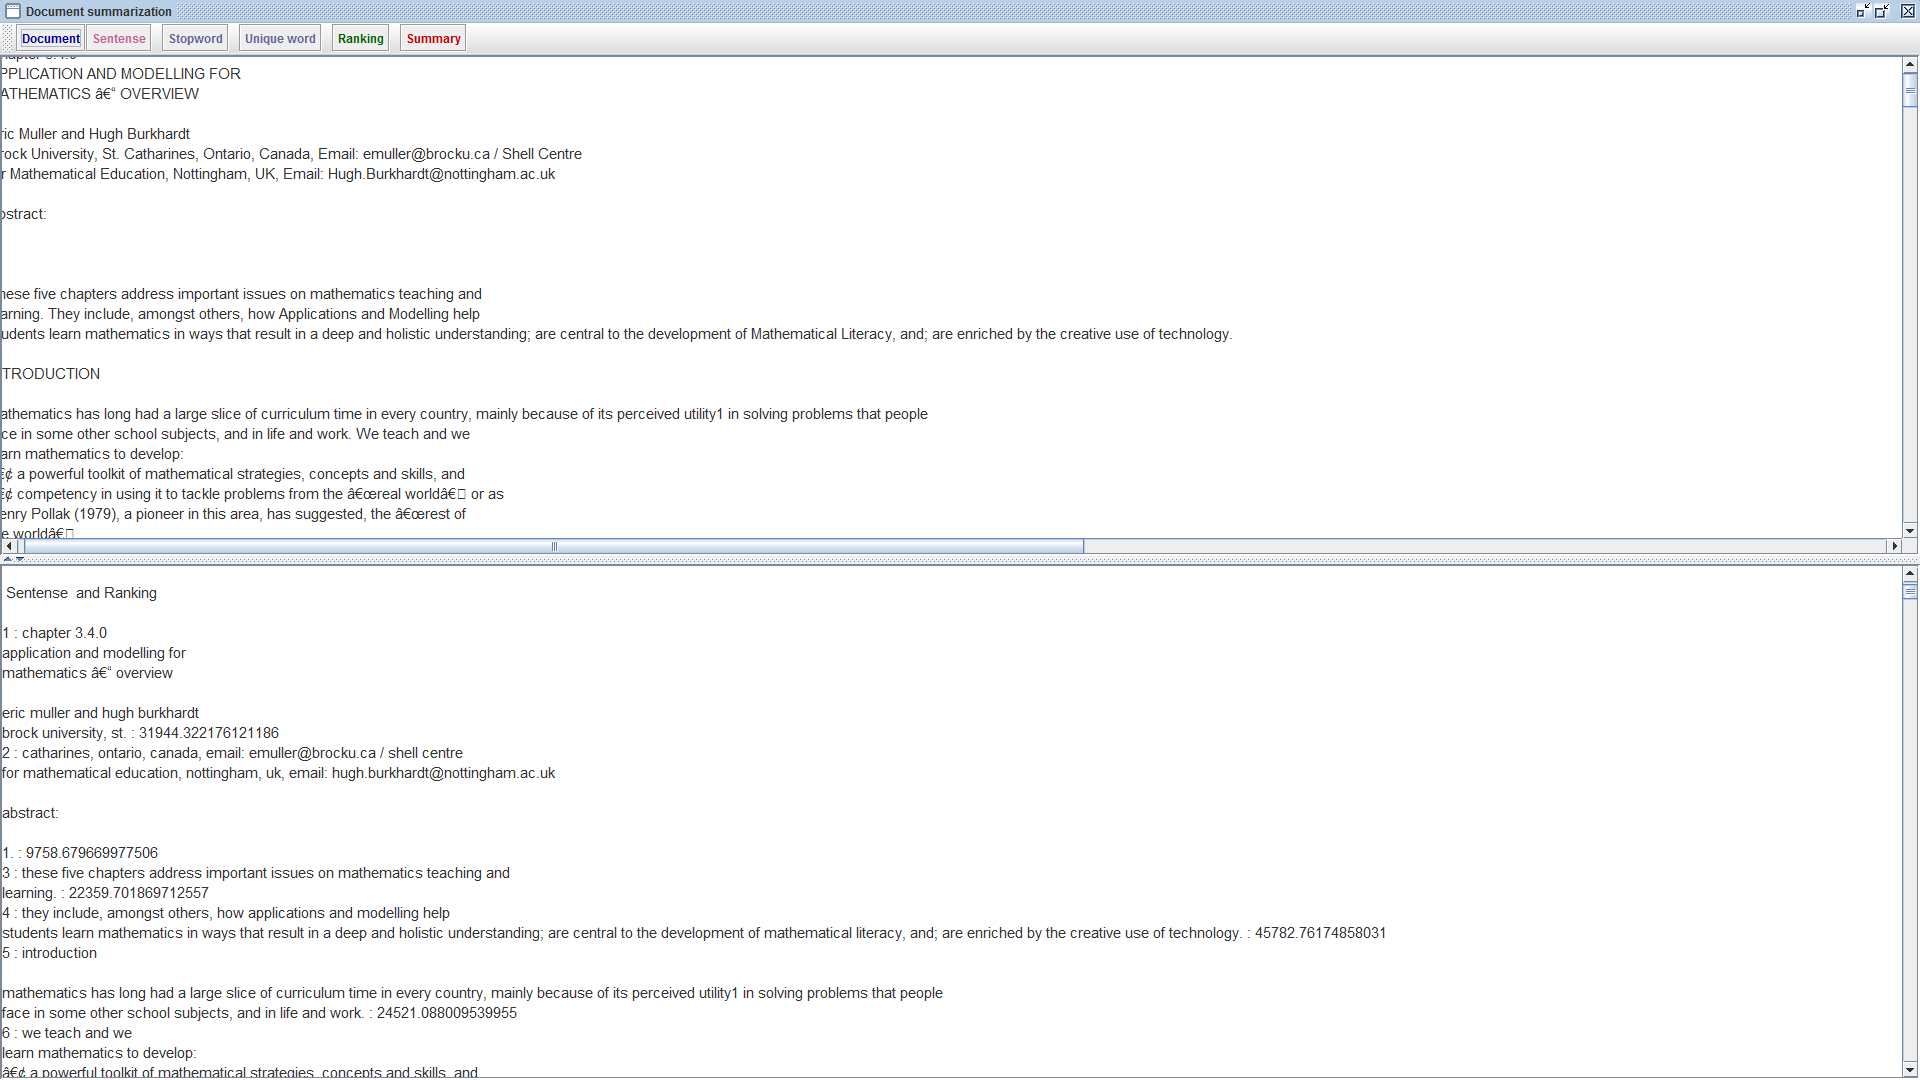 Document summarization
Document Sentense Stopword Unique word Ranking Summary
PPLICATION AND MODELLING FOR
ATHEMATICS â€“ OVERVIEW
ric Muller and Hugh Burkhardt
rock University, St. Catharines, Ontario, Canada, Email: emuller@brocku.ca / Shell Centre
r Mathematical Education, Nottingham, UK, Email: Hugh.Burkhardt@nottingham.ac.uk
bstract:
hese five chapters address important issues on mathematics teaching and
arning. They include, amongst others, how Applications and Modelling help
udents learn mathematics in ways that result in a deep and holistic understanding; are central to the development of Mathematical Literacy, and; are enriched by the creative use of technology.
TRODUCTION
athematics has long had a large slice of curriculum time in every country, mainly because of its perceived utility1 in solving problems that people
ce in some other school subjects, and in life and work. We teach and we
arn mathematics to develop:
€¢ a powerful toolkit of mathematical strategies, concepts and skills, and
€¢ competency in using it to tackle problems from the â€œreal worldâ€ or as
enry Pollak (1979), a pioneer in this area, has suggested, the â€œrest of
e worldâ€
Sentense and Ranking
1 : chapter 3.4.0
application and modelling for
mathematics â€“ overview
eric muller and hugh burkhardt
brock university, st. : 31944.322176121186
2 : catharines, ontario, canada, email: emuller@brocku.ca / shell centre
for mathematical education, nottingham, uk, email: hugh.burkhardt@nottingham.ac.uk
abstract:
1. : 9758.679669977506
3 : these five chapters address important issues on mathematics teaching and
learning. : 22359.701869712557
4 : they include, amongst others, how applications and modelling help
students learn mathematics in ways that result in a deep and holistic understanding; are central to the development of mathematical literacy, and; are enriched by the creative use of technology. : 45782.76174858031
5 : introduction
mathematics has long had a large slice of curriculum time in every country, mainly because of its perceived utility1 in solving problems that people
face in some other school subjects, and in life and work. : 24521.088009539955
6 : we teach and we
learn mathematics to develop:
â€¢ a powerful toolkit of mathematical strategies, concepts and skills, and